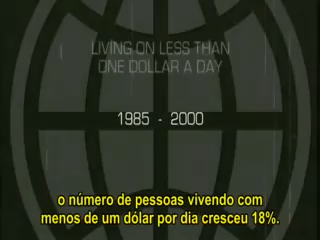 LIVING ON LESS THAN
ONE DOLLAR A DAY
1985 - 2000
o número de pessoas vivendo com
menos de um dólar por dia cresceu 18%.